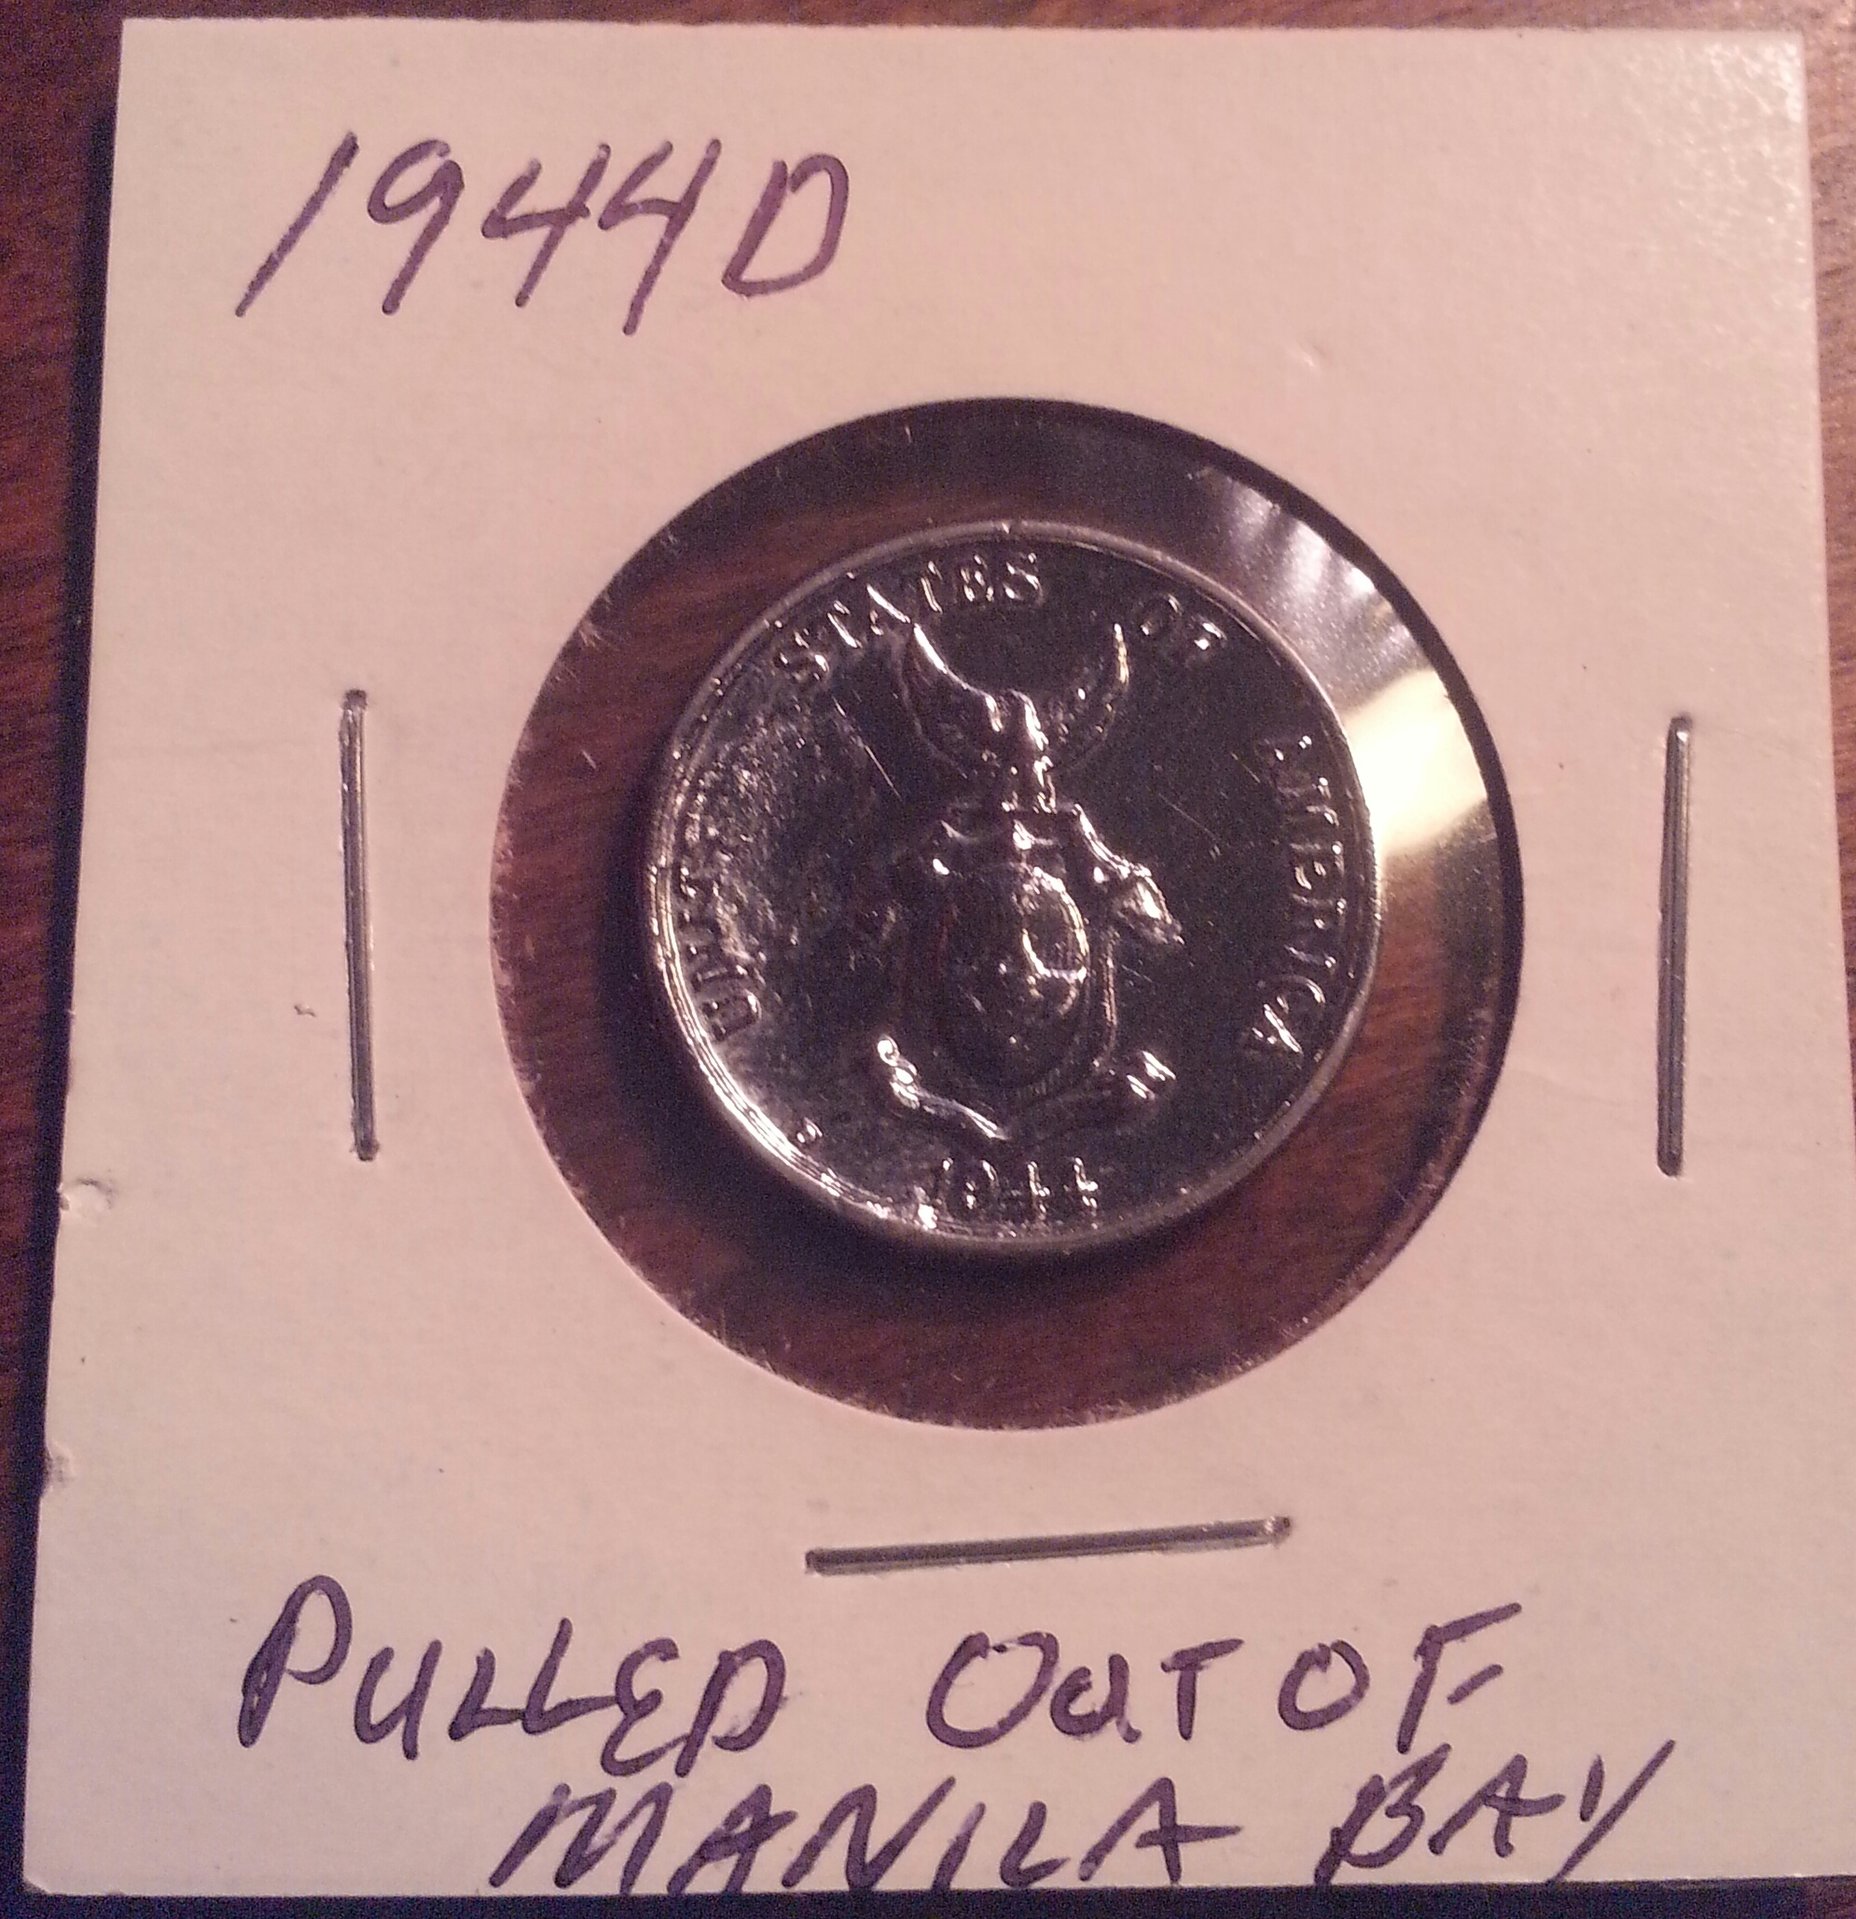 1944D
UNITED STATES OF AMERICA
1944
PULLED OUT OF
MANILA BAY